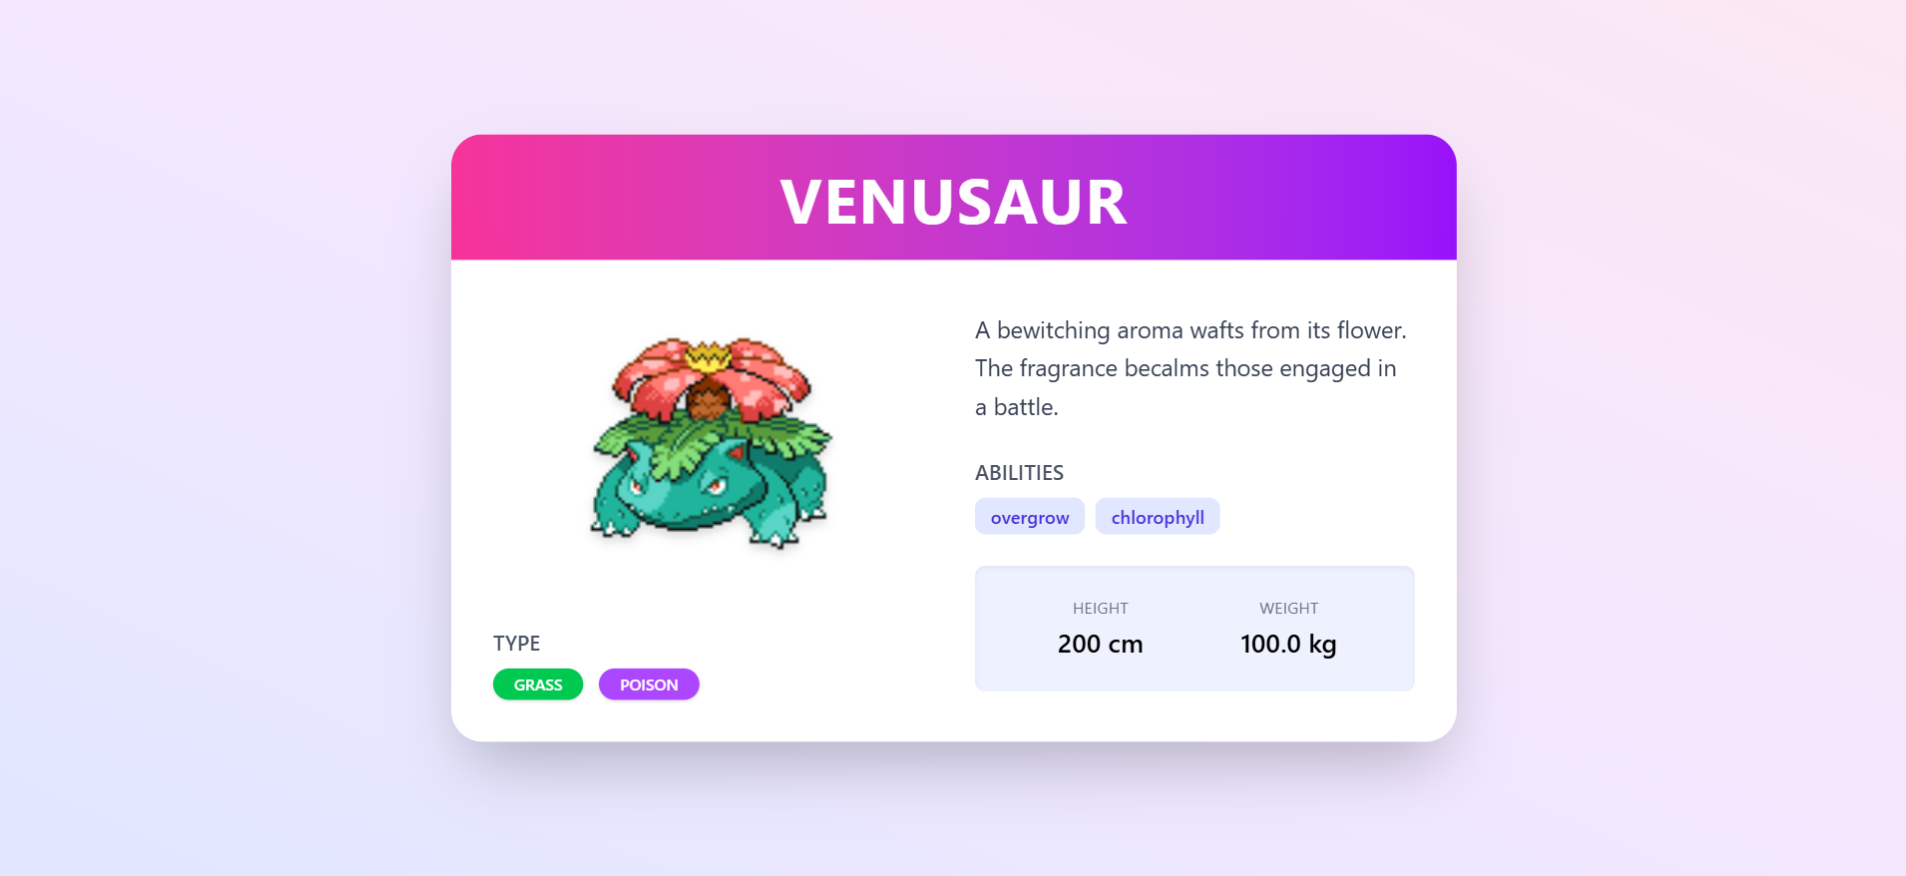 VENUSAUR
A bewitching aroma wafts from its flower.
The fragrance becalms those engaged in
a battle.
ABILITIES
overgrow chlorophyll
HEIGHT WEIGHT
200 cm 100.0 kg
TYPE
GRASS POISON